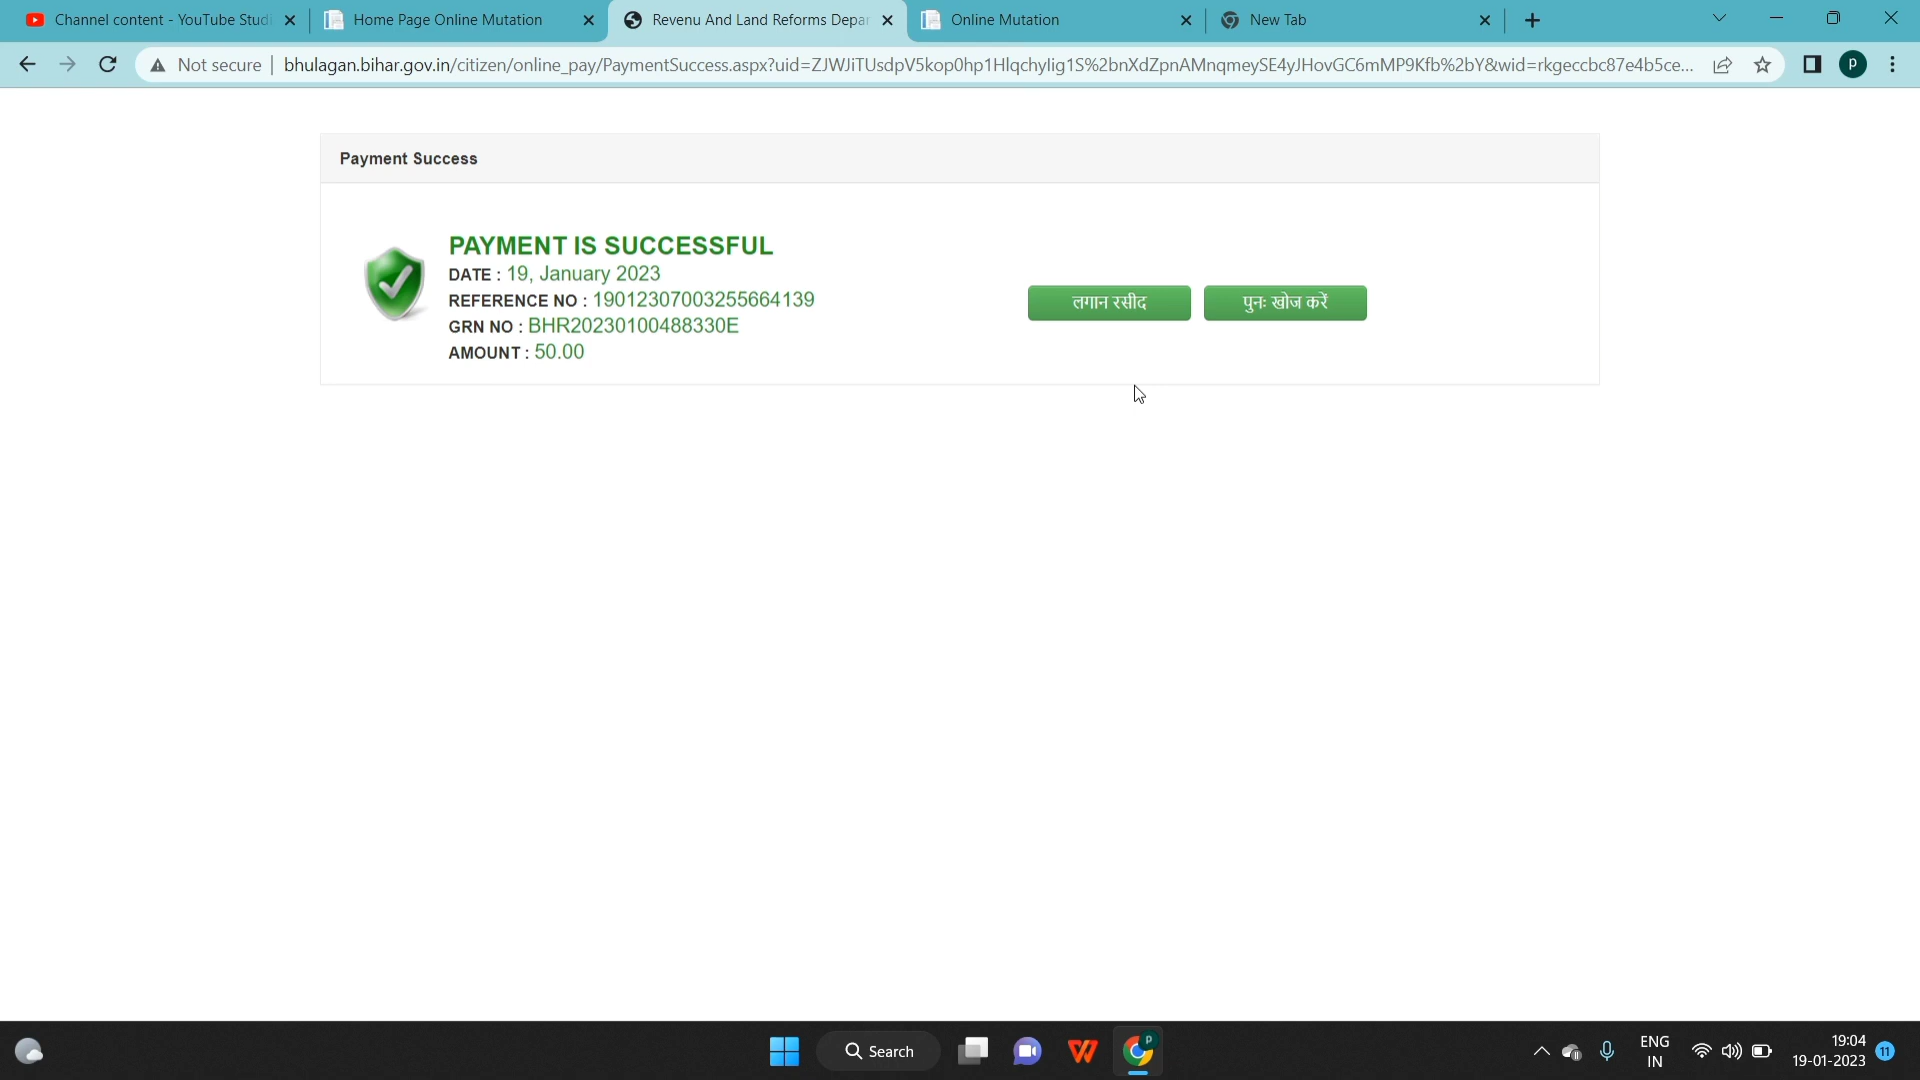 Channel content - YouTube Studi
Home Page Online Mutation
Revenu And Land Reforms Depar
Online Mutation
New Tab
Not secure
bhulagan.bihar.gov.in/citizen/online_pay/PaymentSuccess.aspx?uid=ZJWJiTUsdpV5kop0hp1HlqchyIig1S%2bnXdZpnAMnqmeySE4yJHovGC6mMP9Kfb%2bY&wid=rkgeccbc87e4b5ce...
P
Payment Success
PAYMENT IS SUCCESSFUL
DATE : 19, January 2023
REFERENCE NO : 19012307003255664139
GRN NO : BHR20230100488330E
AMOUNT : 50.00
लगान रसीद
पुनः खोज करें
Search
P
ENG
IN
19:04
19-01-2023
11